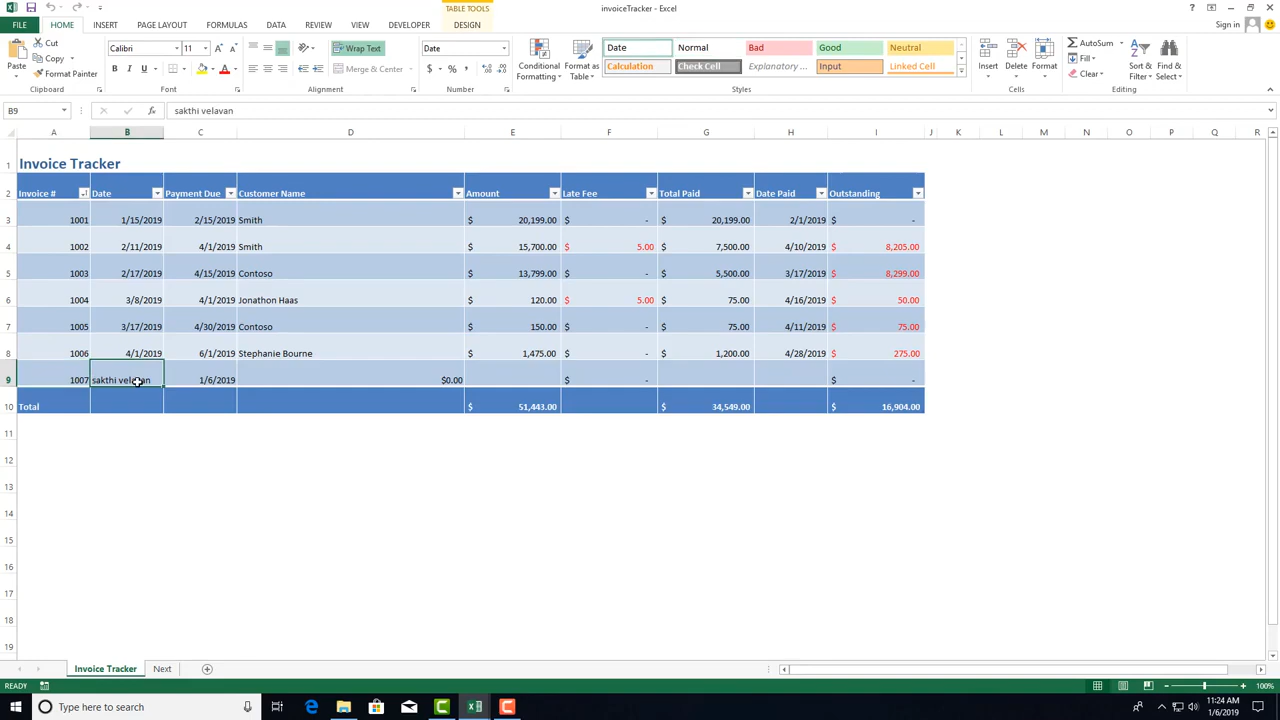 TABLE TOOLS
invoiceTracker - Excel
FILE HOME INSERT PAGE LAYOUT FORMULAS DATA REVIEW VIEW DEVELOPER DESIGN Sign in
Paste Cut Copy Format Painter Clipboard
Calibri 11 Font
Wrap Text Merge & Center Alignment
Date $ % , Number
Conditional Formatting Format as Table
Date Normal Bad Good Neutral
Calculation Check Cell Explanatory ... Input Linked Cell
Styles
Insert Delete Format Cells
AutoSum Fill Clear Sort & Filter Find & Select Editing
B9 fx sakthi velavan
A B C D E F G H I J K L M N O P Q R
1 Invoice Tracker
2 Invoice # Date Payment Due Customer Name Amount Late Fee Total Paid Date Paid Outstanding
3 1001 1/15/2019 2/15/2019 Smith $ 20,199.00 $ - $ 20,199.00 2/1/2019 $ -
4 1002 2/11/2019 4/1/2019 Smith $ 15,700.00 $ 5.00 $ 7,500.00 4/10/2019 $ 8,205.00
5 1003 2/17/2019 4/15/2019 Contoso $ 13,799.00 $ - $ 5,500.00 3/17/2019 $ 8,299.00
6 1004 3/8/2019 4/1/2019 Jonathon Haas $ 120.00 $ 5.00 $ 75.00 4/16/2019 $ 50.00
7 1005 3/17/2019 4/30/2019 Contoso $ 150.00 $ - $ 75.00 4/11/2019 $ 75.00
8 1006 4/1/2019 6/1/2019 Stephanie Bourne $ 1,475.00 $ - $ 1,200.00 4/28/2019 $ 275.00
9 1007 sakthi velavan 1/6/2019 $0.00 $ - $ -
10 Total $ 51,443.00 $ 34,549.00 $ 16,904.00
11
12
13
14
15
16
17
18
19
Invoice Tracker Next
READY 100%
Type here to search
11:24 AM
1/6/2019